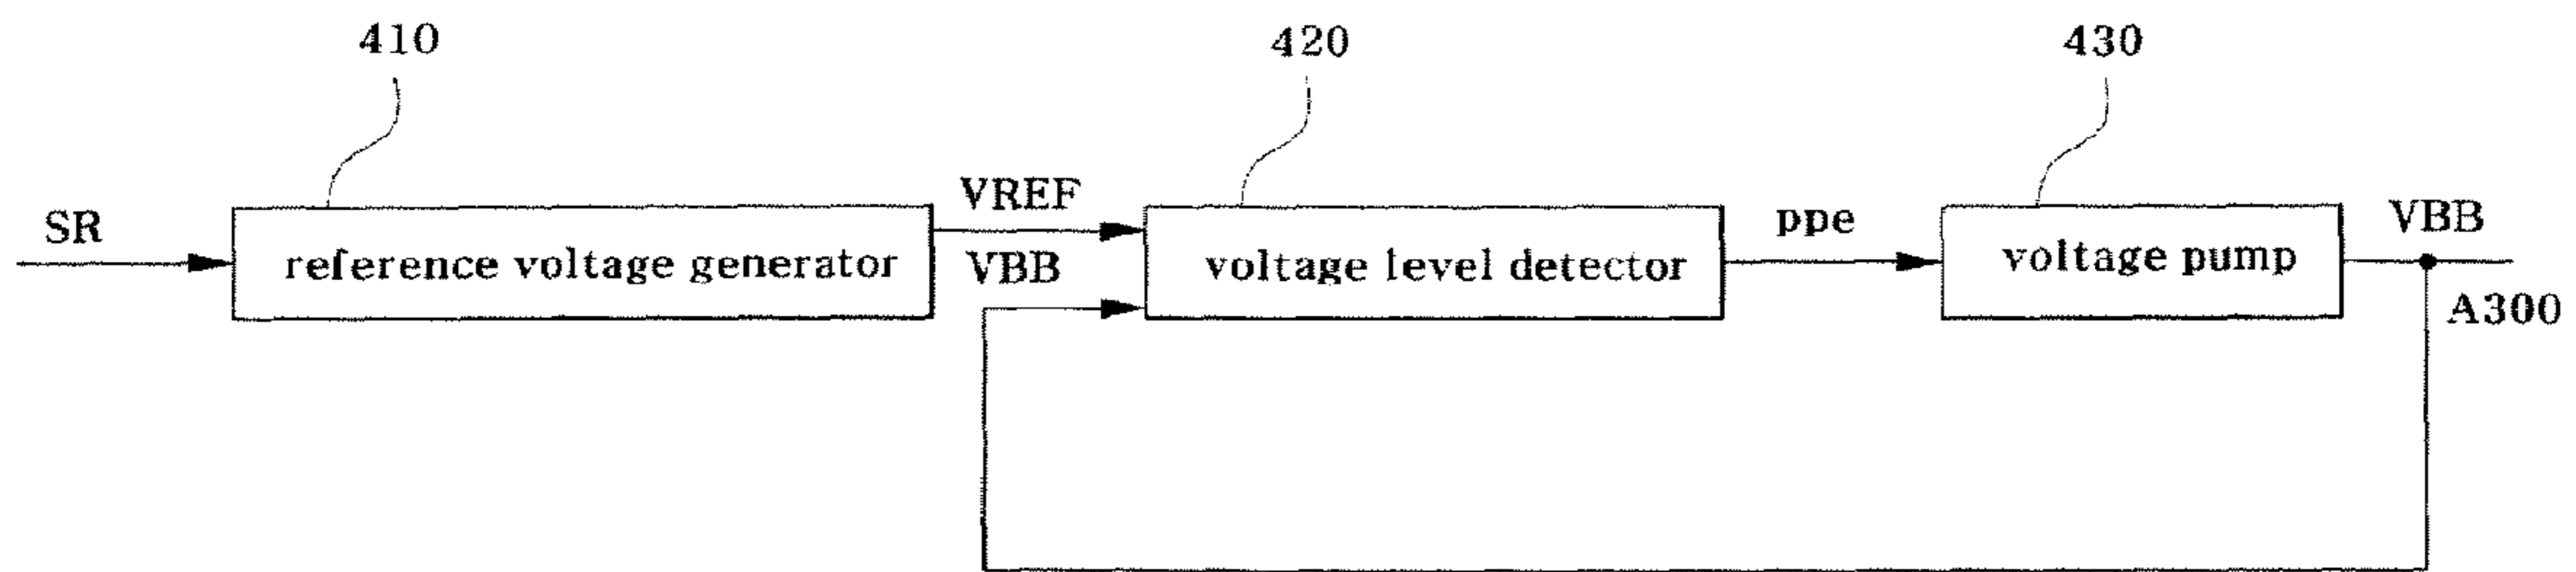 410
420
430
SR
reference voltage generator
VREF
VBB
voltage level detector
ppe
voltage pump
VBB
A300